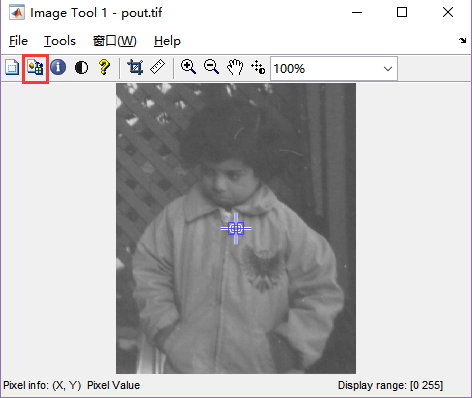 Image Tool 1 - pout.tif
File Tools 窗口(W) Help
100%
Pixel info: (X, Y) Pixel Value Display range: [0 255]